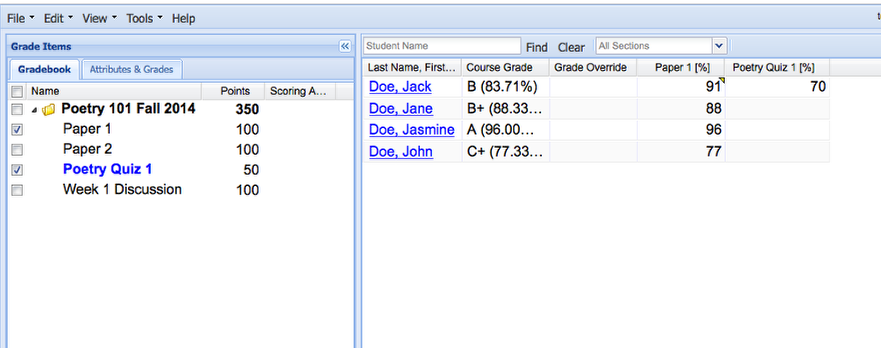 File Edit View Tools Help
Grade Items
Gradebook Attributes & Grades
Name Points Scoring A...
Poetry 101 Fall 2014 350
Paper 1 100
Paper 2 100
Poetry Quiz 1 50
Week 1 Discussion 100
Student Name Find Clear All Sections
Last Name, First... Course Grade Grade Override Paper 1 [%] Poetry Quiz 1 [%]
Doe, Jack B (83.71%) 91 70
Doe, Jane B+ (88.33... 88
Doe, Jasmine A (96.00... 96
Doe, John C+ (77.33... 77